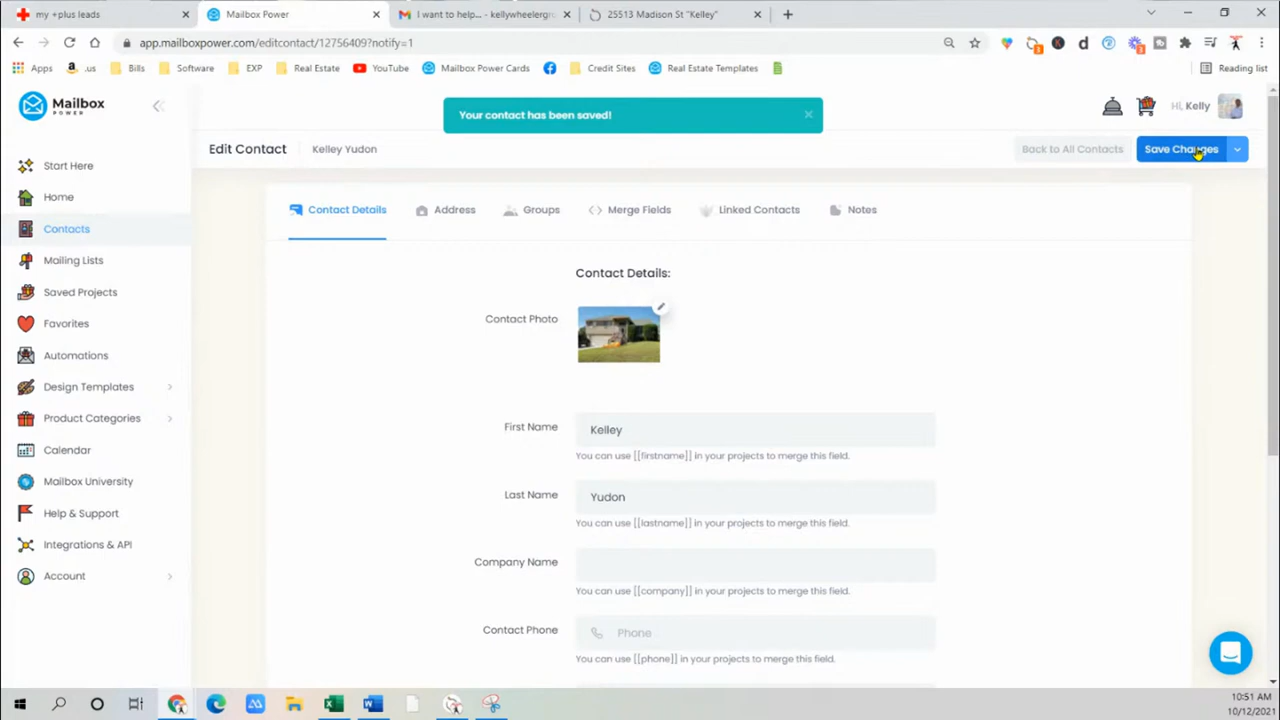 my +plus leads
Mailbox Power
I want to help... - kellywheelergro
25513 Madison St "Kelley"
app.mailboxpower.com/editcontact/12756409?notify=1
Apps
.us
Bills
Software
EXP
Real Estate
YouTube
Mailbox Power Cards
Credit Sites
Real Estate Templates
Reading list
Mailbox
POWER
Your contact has been saved!
Hi, Kelly
Edit Contact
Kelley Yudon
Back to All Contacts
Save Changes
Start Here
Home
Contacts
Mailing Lists
Saved Projects
Favorites
Automations
Design Templates
Product Categories
Calendar
Mailbox University
Help & Support
Integrations & API
Account
Contact Details
Address
Groups
Merge Fields
Linked Contacts
Notes
Contact Details:
Contact Photo
First Name
Kelley
You can use [[firstname]] in your projects to merge this field.
Last Name
Yudon
You can use [[lastname]] in your projects to merge this field.
Company Name
You can use [[company]] in your projects to merge this field.
Contact Phone
Phone
You can use [[phone]] in your projects to merge this field.
10:51 AM
10/12/2021